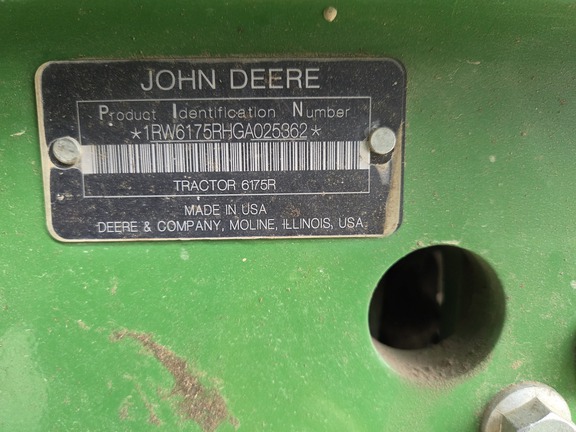 JOHN DEERE
Product Identification Number
*1RW6175RHGA025362*
TRACTOR 6175R
MADE IN USA
DEERE & COMPANY, MOLINE, ILLINOIS, USA.